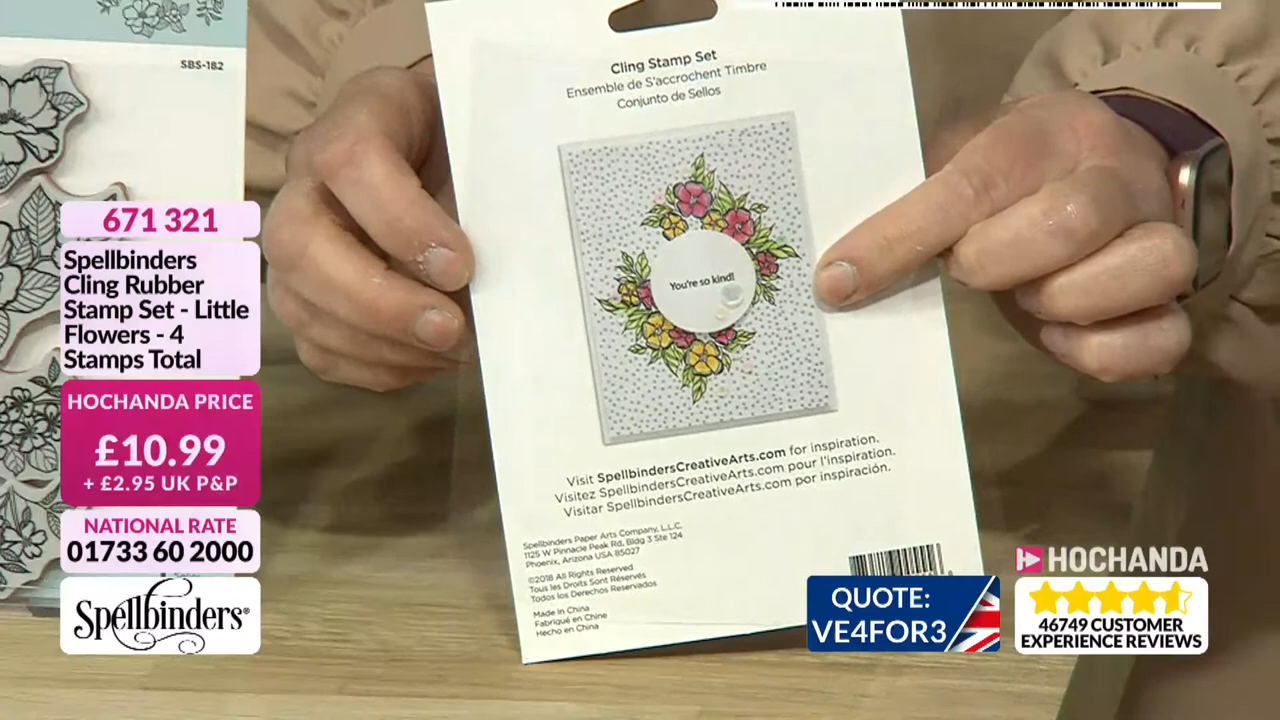 SBS-182
671 321
Spellbinders
Cling Rubber
Stamp Set - Little
Flowers - 4
Stamps Total
HOCHANDA PRICE
£10.99
+ £2.95 UK P&P
NATIONAL RATE
01733 60 2000
Spellbinders®
Cling Stamp Set
Ensemble de S'accrochent Timbre
Conjunto de Sellos
You're so kind!
Visit SpellbindersCreativeArts.com for inspiration.
Visitez SpellbindersCreativeArts.com pour l'inspiration.
Visitar SpellbindersCreativeArts.com por inspiración.
Spellbinders Paper Arts Company, L.L.C.
1125 W. Pinnacle Peak Rd, Bldg 3 Ste 124
Phoenix, Arizona USA 85027
©2018 All Rights Reserved
Tous les Droits Sont Réservés
Todos los Derechos Reservados
Made in China
Fabriqué en Chine
Hecho en China
QUOTE:
VE4FOR3
HOCHANDA
46749 CUSTOMER
EXPERIENCE REVIEWS